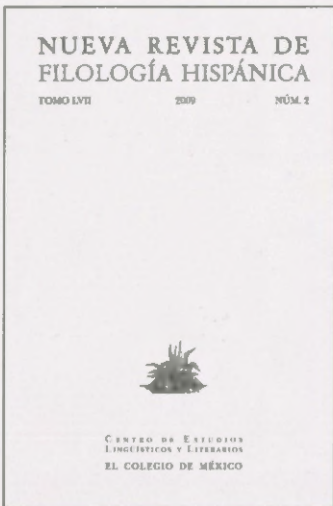 NUEVA REVISTA DE
FILOLOGÍA HISPÁNICA
TOMO LVII 2009 NÚM. 2
CENTRO DE ESTUDIOS
LINGÜÍSTICOS Y LITERARIOS
EL COLEGIO DE MÉXICO